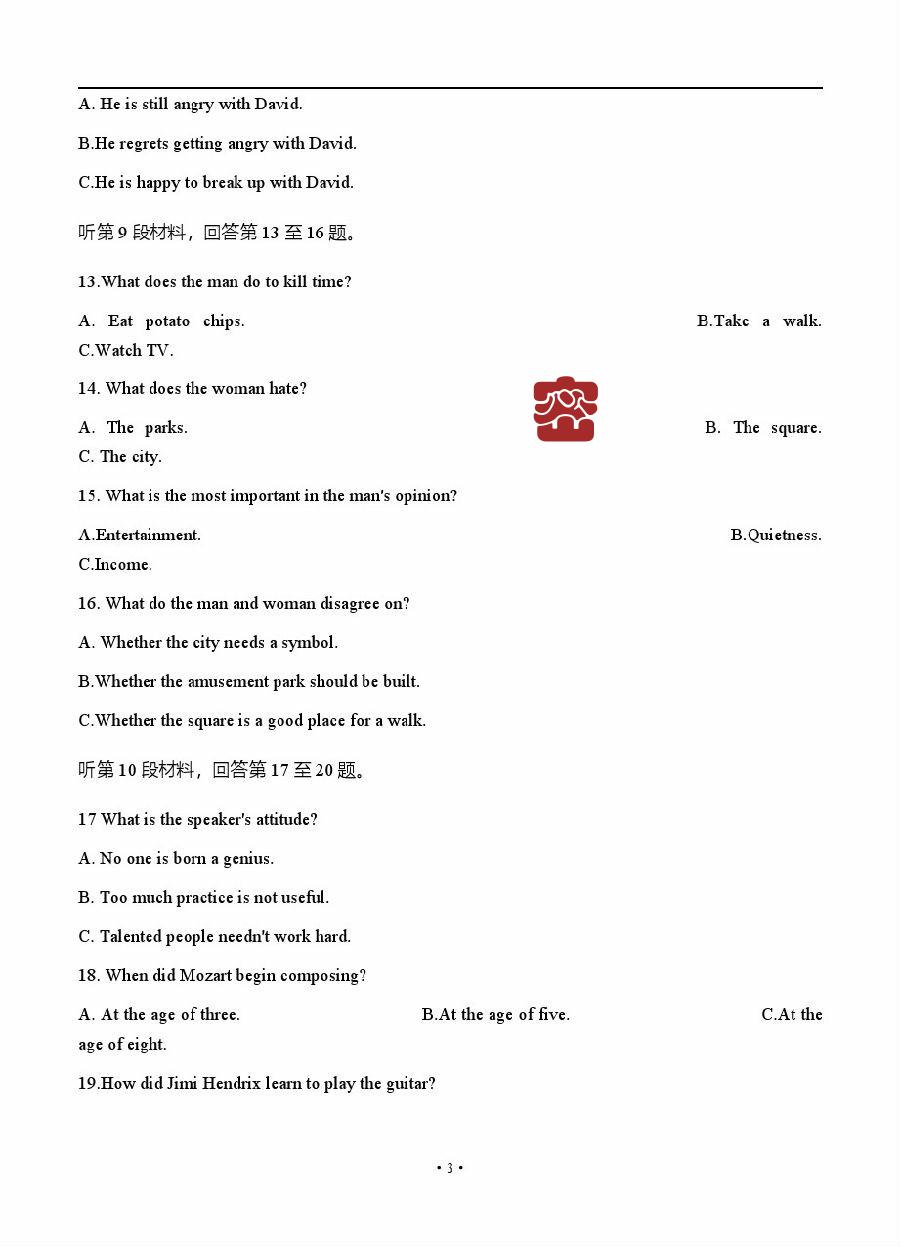 A. He is still angry with David.
B.He regrets getting angry with David.
C.He is happy to break up with David.
听第 9 段材料，回答第 13 至 16 题。
13.What does the man do to kill time?
A. Eat potato chips. B.Take a walk.
C.Watch TV.
14. What does the woman hate?
A. The parks. B. The square.
C. The city.
15. What is the most important in the man's opinion?
A.Entertainment. B.Quietness.
C.Income.
16. What do the man and woman disagree on?
A. Whether the city needs a symbol.
B.Whether the amusement park should be built.
C.Whether the square is a good place for a walk.
听第 10 段材料，回答第 17 至 20 题。
17 What is the speaker's attitude?
A. No one is born a genius.
B. Too much practice is not useful.
C. Talented people needn't work hard.
18. When did Mozart begin composing?
A. At the age of three. B.At the age of five. C.At the
age of eight.
19.How did Jimi Hendrix learn to play the guitar?
• 3 •